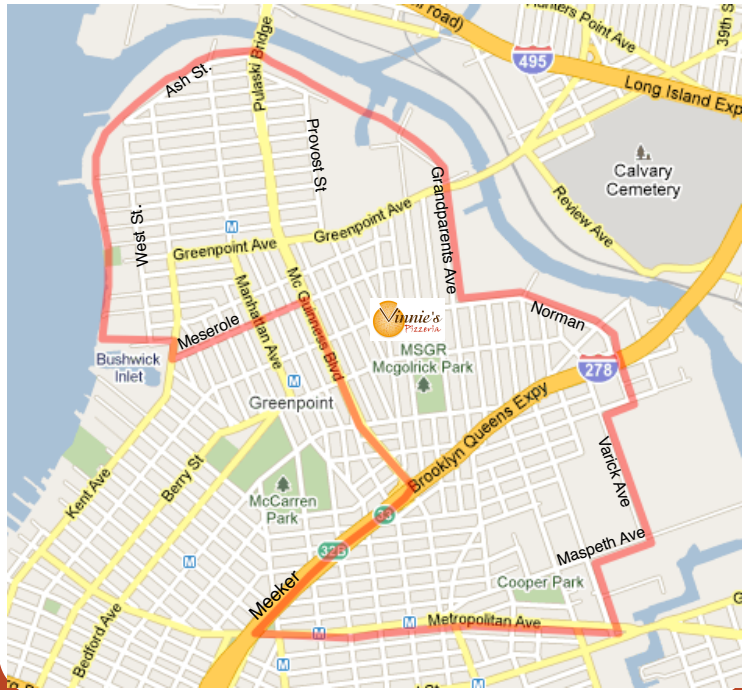 il road)
Hunters Point Ave
39th S
495
Long Island Exp
Pulaski Bridge
Ash St.
Provost St
Calvary
Cemetery
Grandparents Ave
Greenpoint Ave
Review Ave
West St.
M
Greenpoint Ave
Mc Guinness Blvd
Manhattan Ave
Vinnie's
Pizzeria
Norman
Meserole
MSGR
Mcgolrick Park
278
Bushwick
Inlet
M
Greenpoint
Brooklyn Queens Expy
Varick Ave
Berry St
Kent Ave
McCarren
Park
33
32B
Maspeth Ave
M
Cooper Park
Meeker
Bedford Ave
Metropolitan Ave
M
M
G
M
M